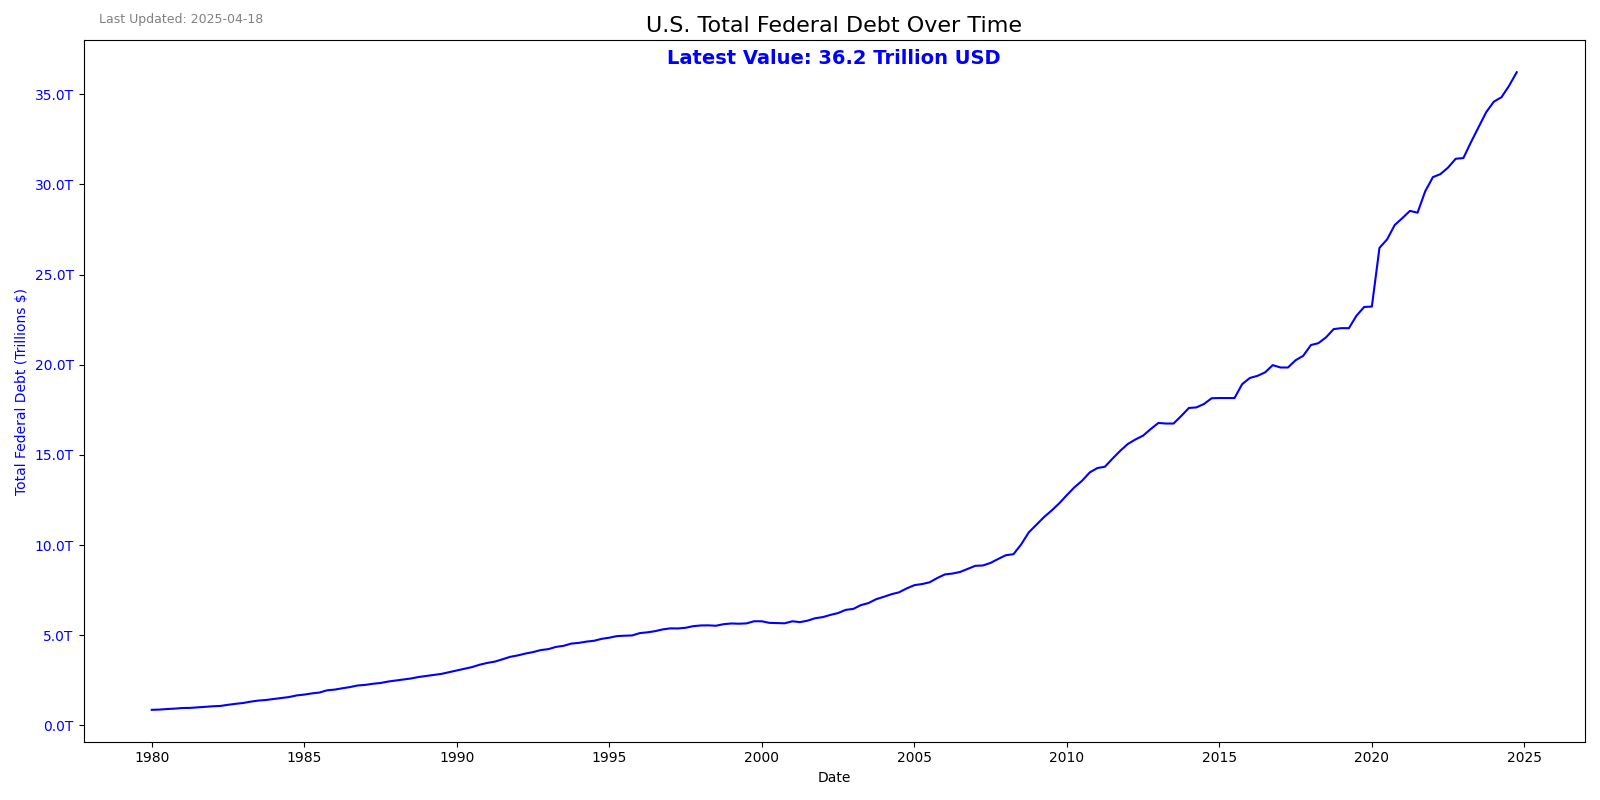 Last Updated: 2025-04-18
U.S. Total Federal Debt Over Time
Latest Value: 36.2 Trillion USD
35.0T
30.0T
25.0T
20.0T
15.0T
10.0T
5.0T
0.0T
Total Federal Debt (Trillions $)
1980 1985 1990 1995 2000 2005 2010 2015 2020 2025
Date